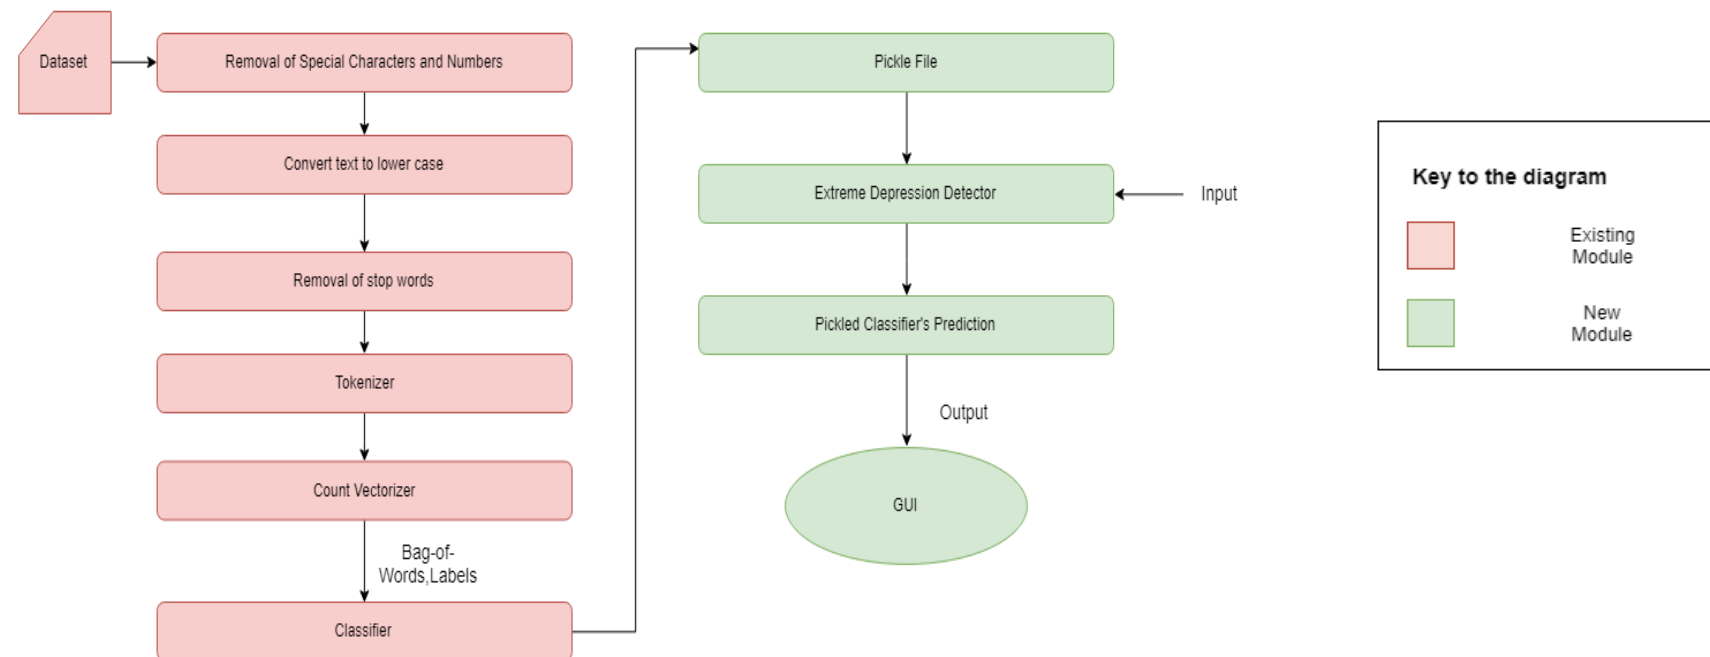 Dataset
Removal of Special Characters and Numbers
Convert text to lower case
Removal of stop words
Tokenizer
Count Vectorizer
Bag-of-
Words,Labels
Classifier
Pickle File
Extreme Depression Detector
Input
Pickled Classifier's Prediction
Output
GUI
Key to the diagram
Existing
Module
New
Module